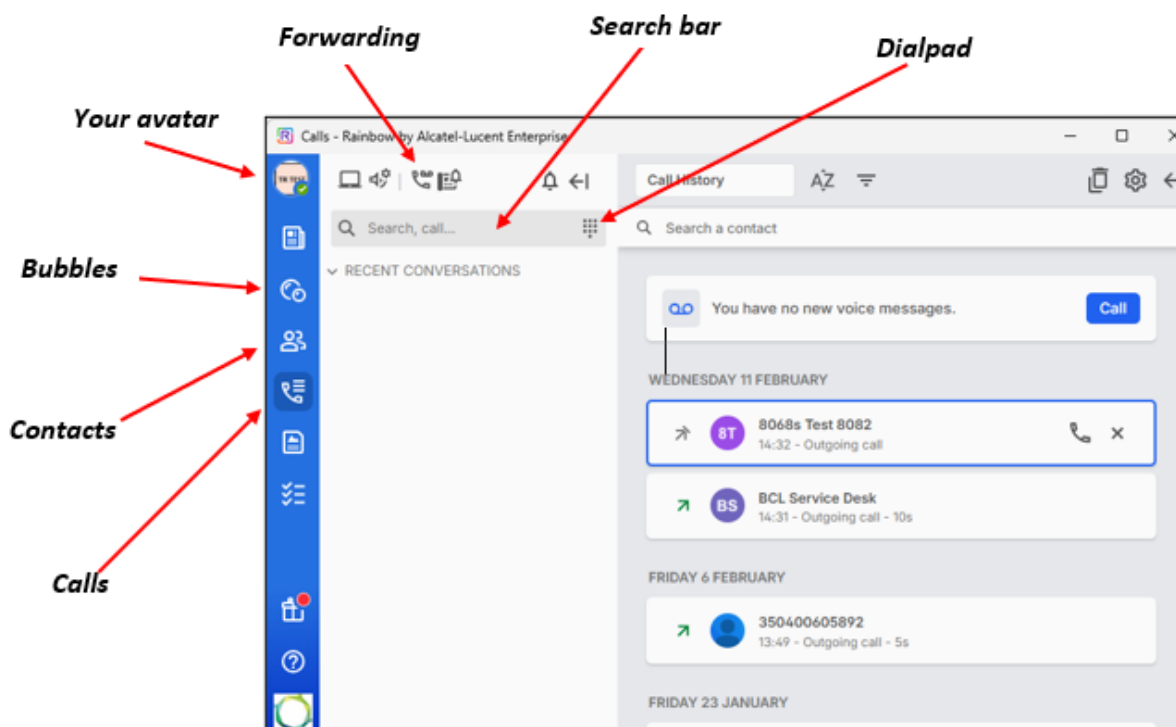 Forwarding
Search bar
Dialpad
Your avatar
Calls - Rainbow by Alcatel-Lucent Enterprise
Call History
AZ
Search, call...
Search a contact
Bubbles
RECENT CONVERSATIONS
You have no new voice messages.
Call
WEDNESDAY 11 FEBRUARY
Contacts
8T
8068s Test 8082
14:32 - Outgoing call
BS
BCL Service Desk
14:31 - Outgoing call - 10s
Calls
FRIDAY 6 FEBRUARY
350400605892
13:49 - Outgoing call - 5s
FRIDAY 23 JANUARY